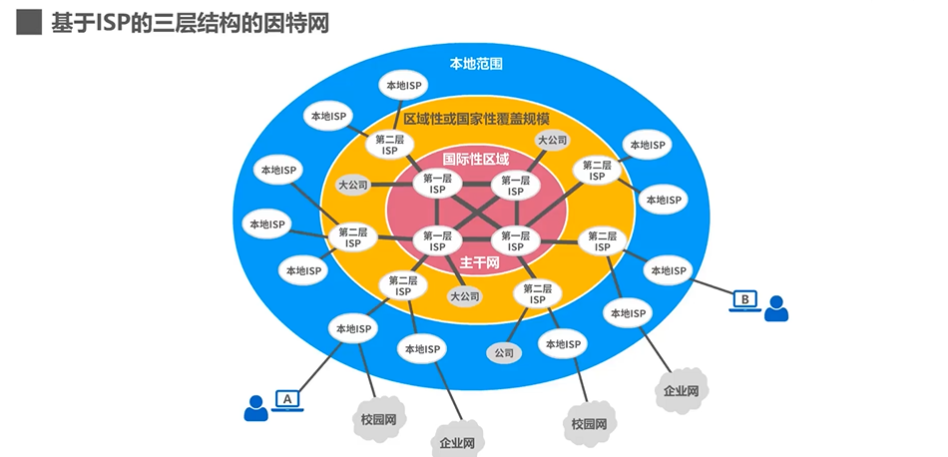 基于ISP的三层结构的因特网
本地范围
本地ISP
本地ISP
区域性或国家性覆盖规模
第二层
ISP
大公司
本地ISP
国际性区域
本地ISP
第二层
ISP
大公司
第一层
ISP
第一层
ISP
本地ISP
本地ISP
第二层
ISP
第一层
ISP
第一层
ISP
第二层
ISP
本地ISP
主干网
本地ISP
第二层
ISP
大公司
第二层
ISP
B
本地ISP
本地ISP
本地ISP
公司
本地ISP
A
企业网
校园网
企业网
校园网